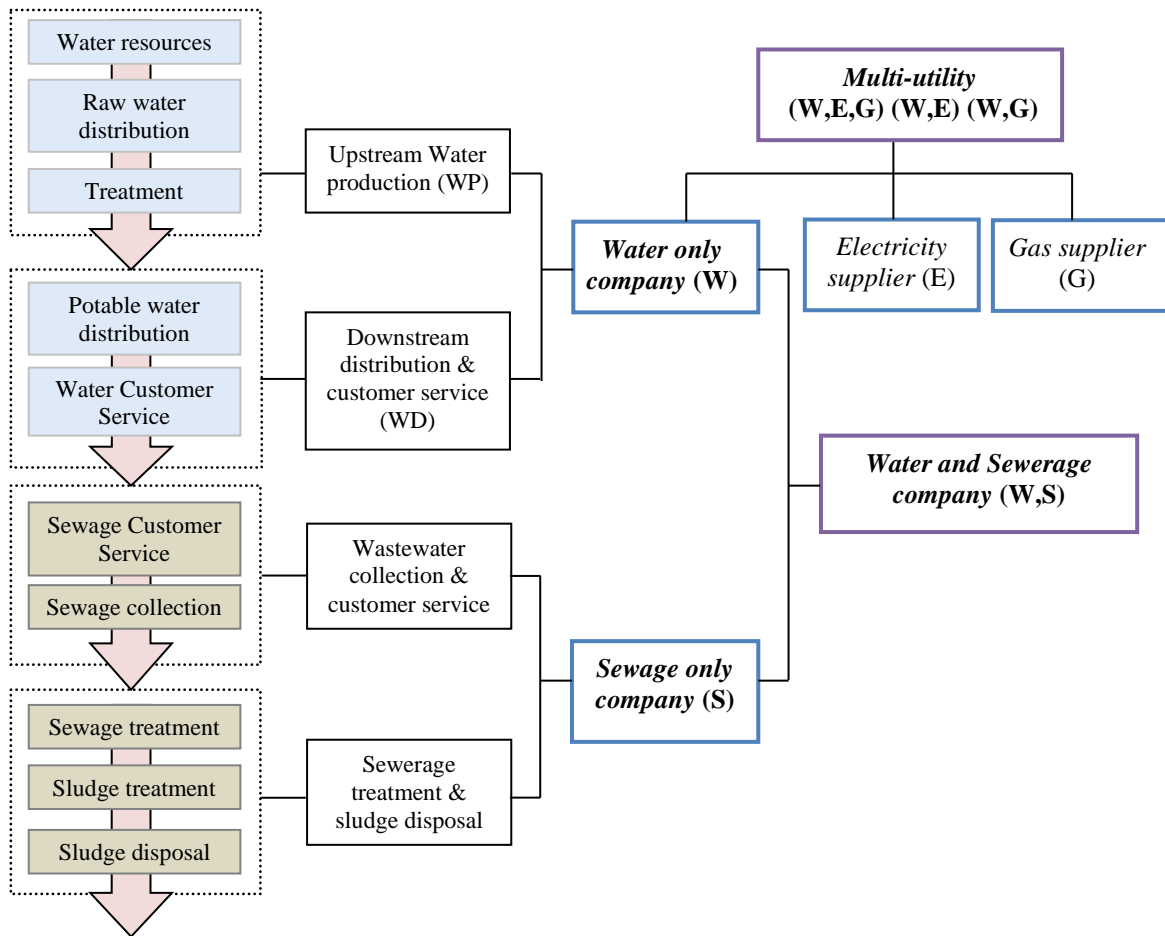 Water resources
Raw water
distribution
Treatment
Potable water
distribution
Water Customer
Service
Sewage Customer
Service
Sewage collection
Sewage treatment
Sludge treatment
Sludge disposal
Upstream Water
production (WP)
Downstream
distribution &
customer service
(WD)
Wastewater
collection &
customer service
Sewerage
treatment &
sludge disposal
Water only
company (W)
Sewage only
company (S)
Multi-utility
(W,E,G) (W,E) (W,G)
Electricity
supplier (E)
Gas supplier
(G)
Water and Sewerage
company (W,S)